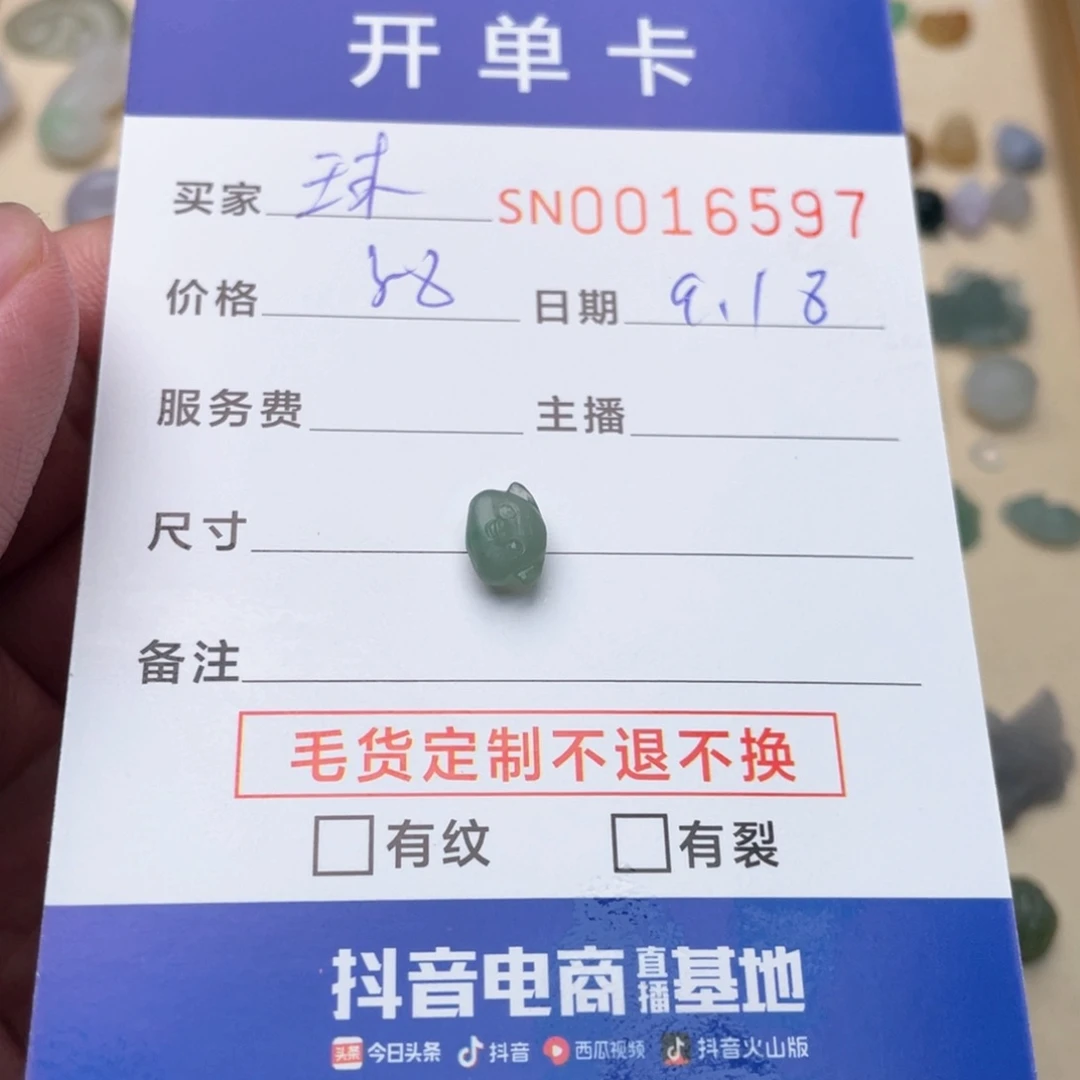 开单卡
买家 球 SN0016597
价格 58 日期 9.18
服务费 主播
尺寸
备注
毛货定制不退不换
有纹 有裂
抖音电商直播基地
头条 今日头条 抖音 西瓜视频 抖音火山版